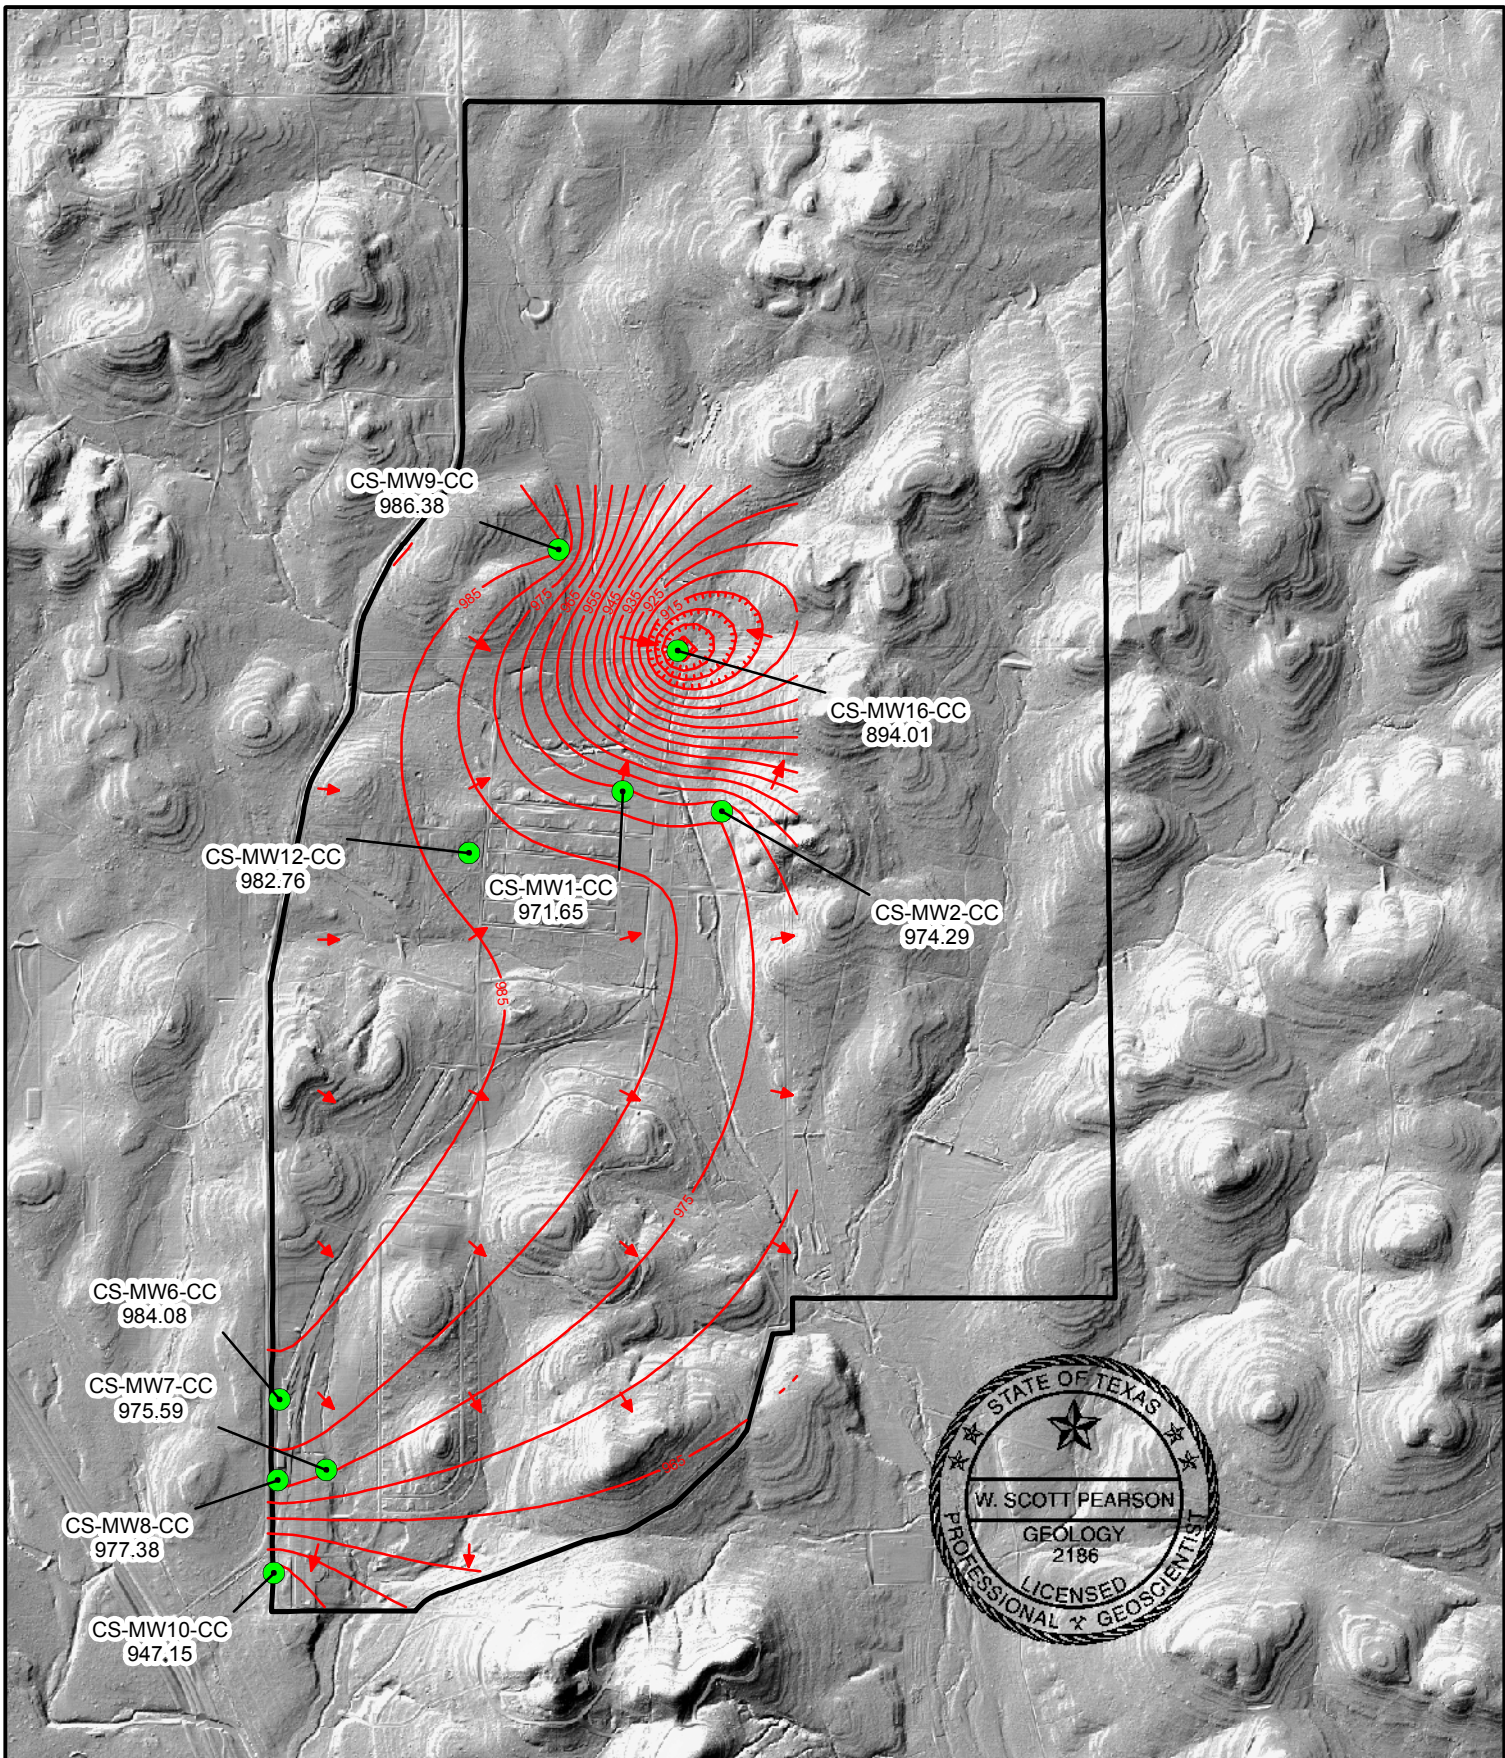 CS-MW9-CC
986.38
985
975
965
955
945
935
925
915
CS-MW16-CC
894.01
CS-MW12-CC
982.76
CS-MW1-CC
971.65
CS-MW2-CC
974.29
985
975
CS-MW6-CC
984.08
CS-MW7-CC
975.59
965
CS-MW8-CC
977.38
CS-MW10-CC
947.15
STATE OF TEXAS
W. SCOTT PEARSON
GEOLOGY
2186
LICENSED
PROFESSIONAL GEOSCIENTIST